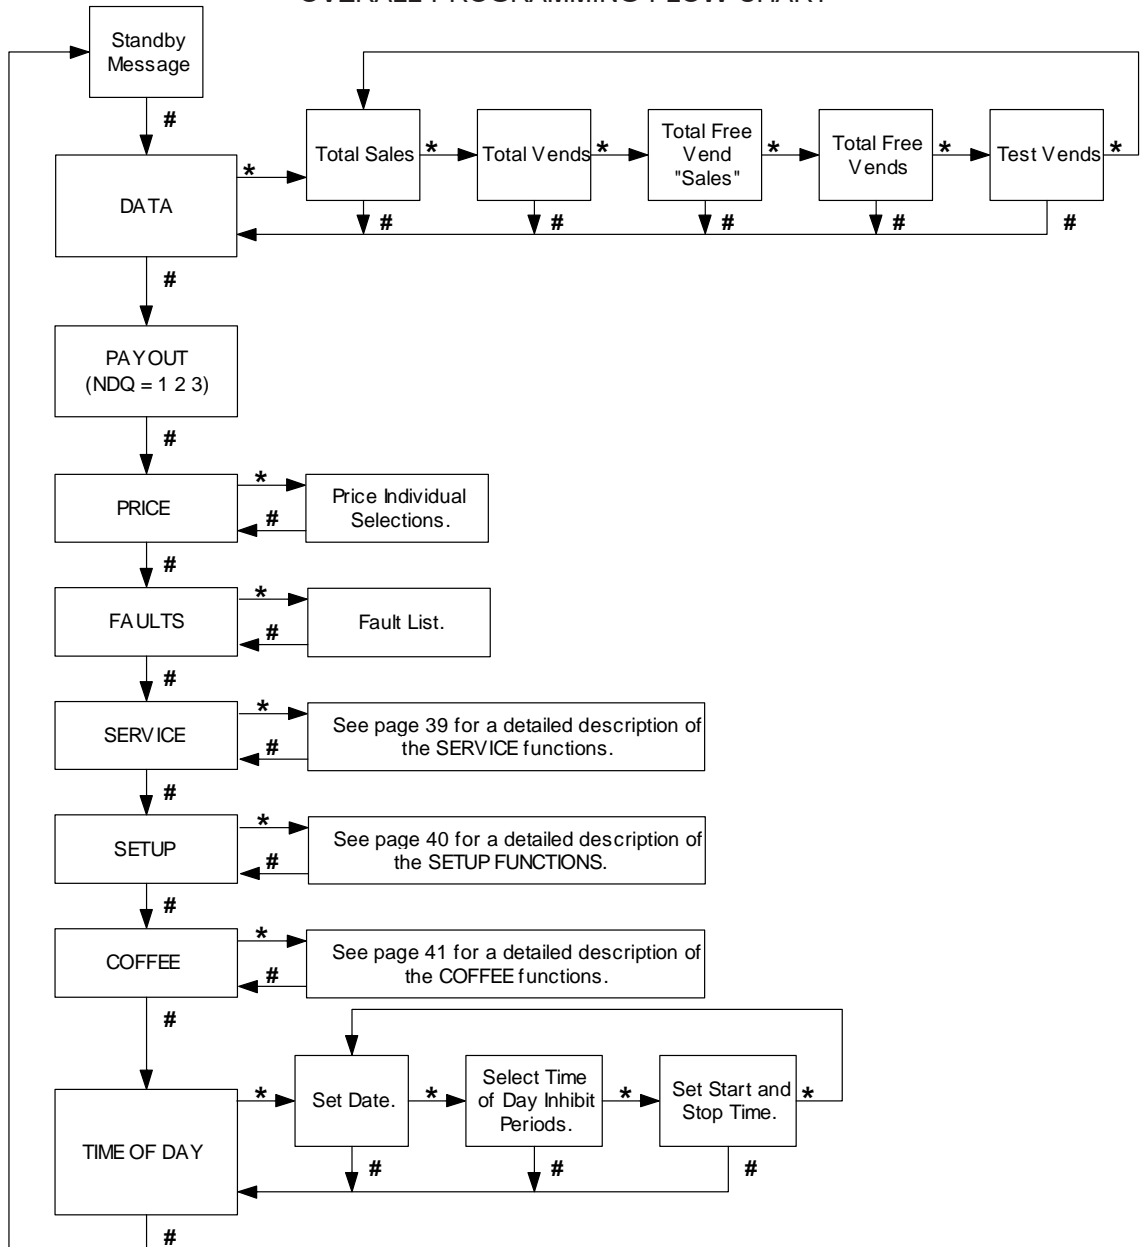 OVERALL PROGRAMMING FLOW CHART
Standby
Message
#
DATA
*
Total Sales
*
Total Vends
*
Total Free
Vend
"Sales"
*
Total Free
Vends
*
Test Vends
*
#
#
#
#
#
#
PAYOUT
(NDQ = 1 2 3)
#
PRICE
*
#
Price Individual
Selections.
#
FAULTS
*
#
Fault List.
#
SERVICE
*
#
See page 39 for a detailed description of
the SERVICE functions.
#
SETUP
*
#
See page 40 for a detailed description of
the SETUP FUNCTIONS.
#
COFFEE
*
#
See page 41 for a detailed description of
the COFFEE functions.
#
TIME OF DAY
*
Set Date.
*
Select Time
of Day Inhibit
Periods.
*
Set Start and
Stop Time.
*
#
#
#
#